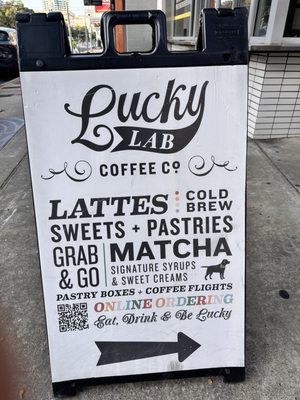 Lucky
LAB
COFFEE CO
LATTES
COLD BREW
SWEETS + PASTRIES
GRAB & GO
MATCHA
SIGNATURE SYRUPS
& SWEET CREAMS
PASTRY BOXES + COFFEE FLIGHTS
ONLINE ORDERING
Eat, Drink & Be Lucky